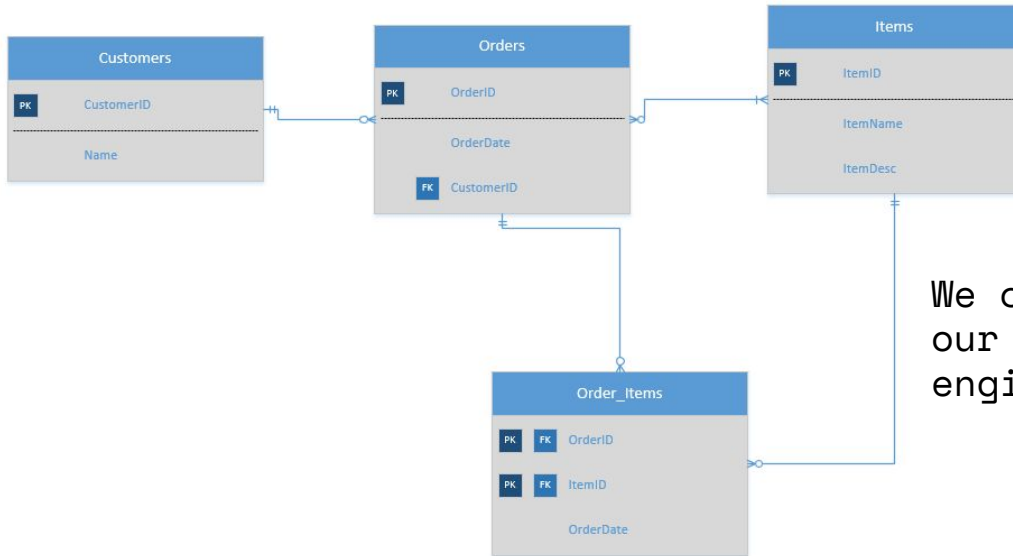 Customers
PK CustomerID
Name
Orders
PK OrderID
OrderDate
FK CustomerID
Items
PK ItemID
ItemName
ItemDesc
We
our
Order_Items
PK FK OrderID
PK FK ItemID
OrderDate